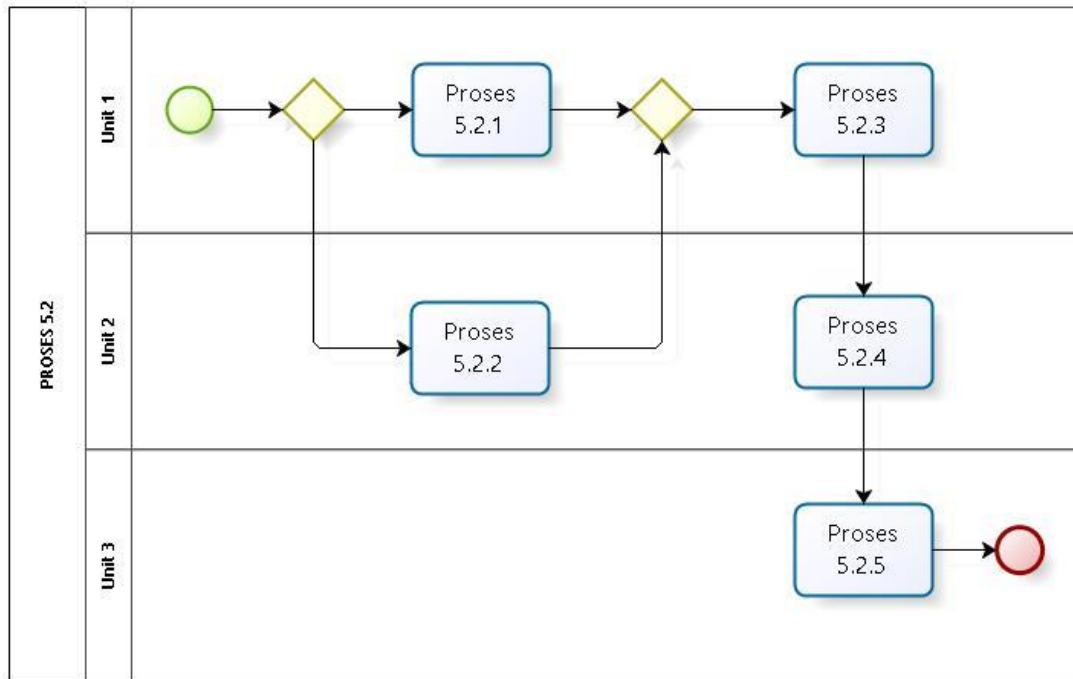 PROSES 5.2
Unit 1
Proses
5.2.1
Proses
5.2.3
Unit 2
Proses
5.2.2
Proses
5.2.4
Unit 3
Proses
5.2.5